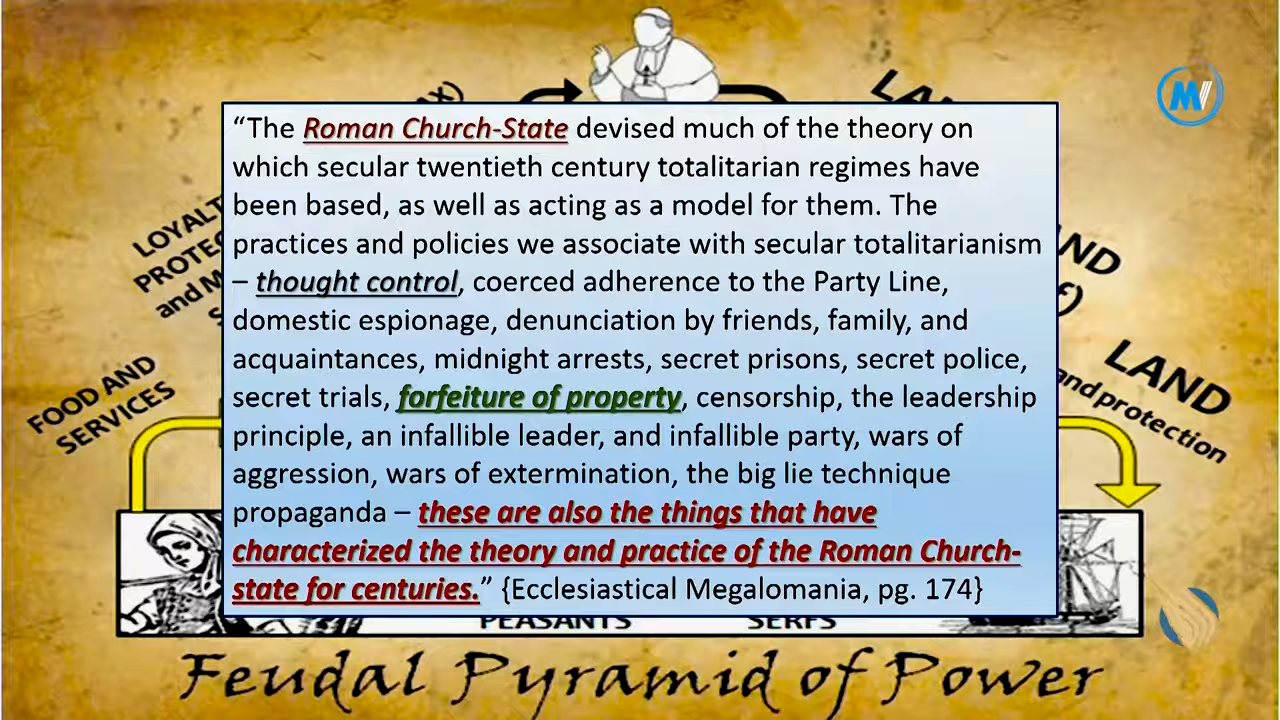 “The Roman Church-State devised much of the theory on
which secular twentieth century totalitarian regimes have
been based, as well as acting as a model for them. The
practices and policies we associate with secular totalitarianism
– thought control, coerced adherence to the Party Line,
domestic espionage, denunciation by friends, family, and
acquaintances, midnight arrests, secret prisons, secret police,
secret trials, forfeiture of property, censorship, the leadership
principle, an infallible leader, and infallible party, wars of
aggression, wars of extermination, the big lie technique
propaganda – these are also the things that have
characterized the theory and practice of the Roman Church-
state for centuries.” {Ecclesiastical Megalomania, pg. 174}
FOOD AND
SERVICES
LAND
and protection
PEASANTS SERFS
Feudal Pyramid of Power